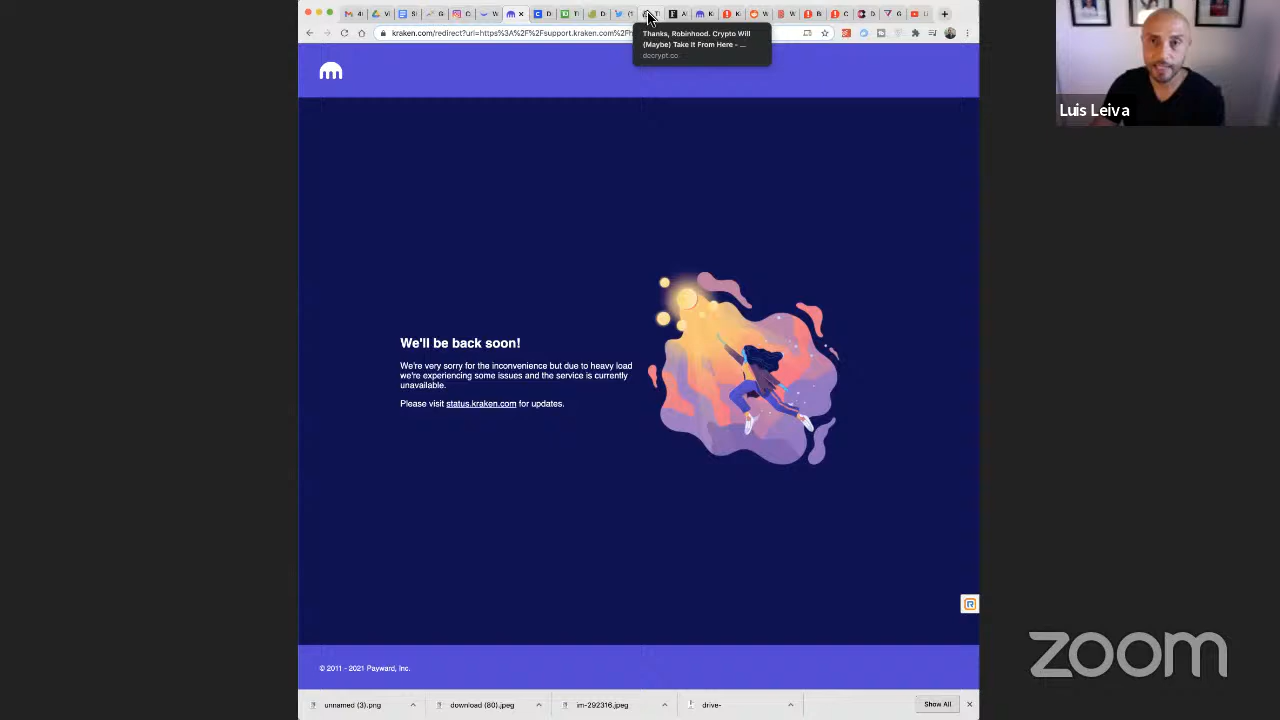 kraken.com/redirect?url=https%3A%2F%2Fsupport.kraken.com%2Fh
Thanks, Robinhood. Crypto Will
(Maybe) Take It From Here - ...
decrypt.co
Luis Leiva
We'll be back soon!
We're very sorry for the inconvenience but due to heavy load
we're experiencing some issues and the service is currently
unavailable.
Please visit status.kraken.com for updates.
© 2011 - 2021 Payward, Inc.
unnamed (3).png
download (80).jpeg
im-292316.jpeg
drive-
Show All
zoom